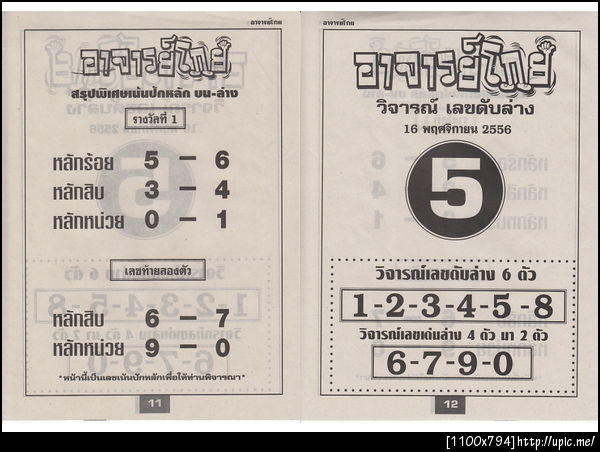 อาจารย์ไทย
อาจารย์ไทย
สรุปพิเศษเน้นปักหลัก บน-ล่าง
รางวัลที่ 1
หลักร้อย 5 – 6
หลักสิบ 3 – 4
หลักหน่วย 0 – 1
เลขท้ายสองตัว
หลักสิบ 6 – 7
หลักหน่วย 9 – 0
"หน้านี้เป็นเลขเน้นปักหลักเพื่อให้ท่านพิจารณา"
11
อาจารย์ไทย
อาจารย์ไทย
วิจารณ์ เลขดับล่าง
16 พฤศจิกายน 2556
5
วิจารณ์เลขดับล่าง 6 ตัว
1-2-3-4-5-8
วิจารณ์เลขเด่นล่าง 4 ตัว มา 2 ตัว
6-7-9-0
12
[1100x794]http://upic.me/